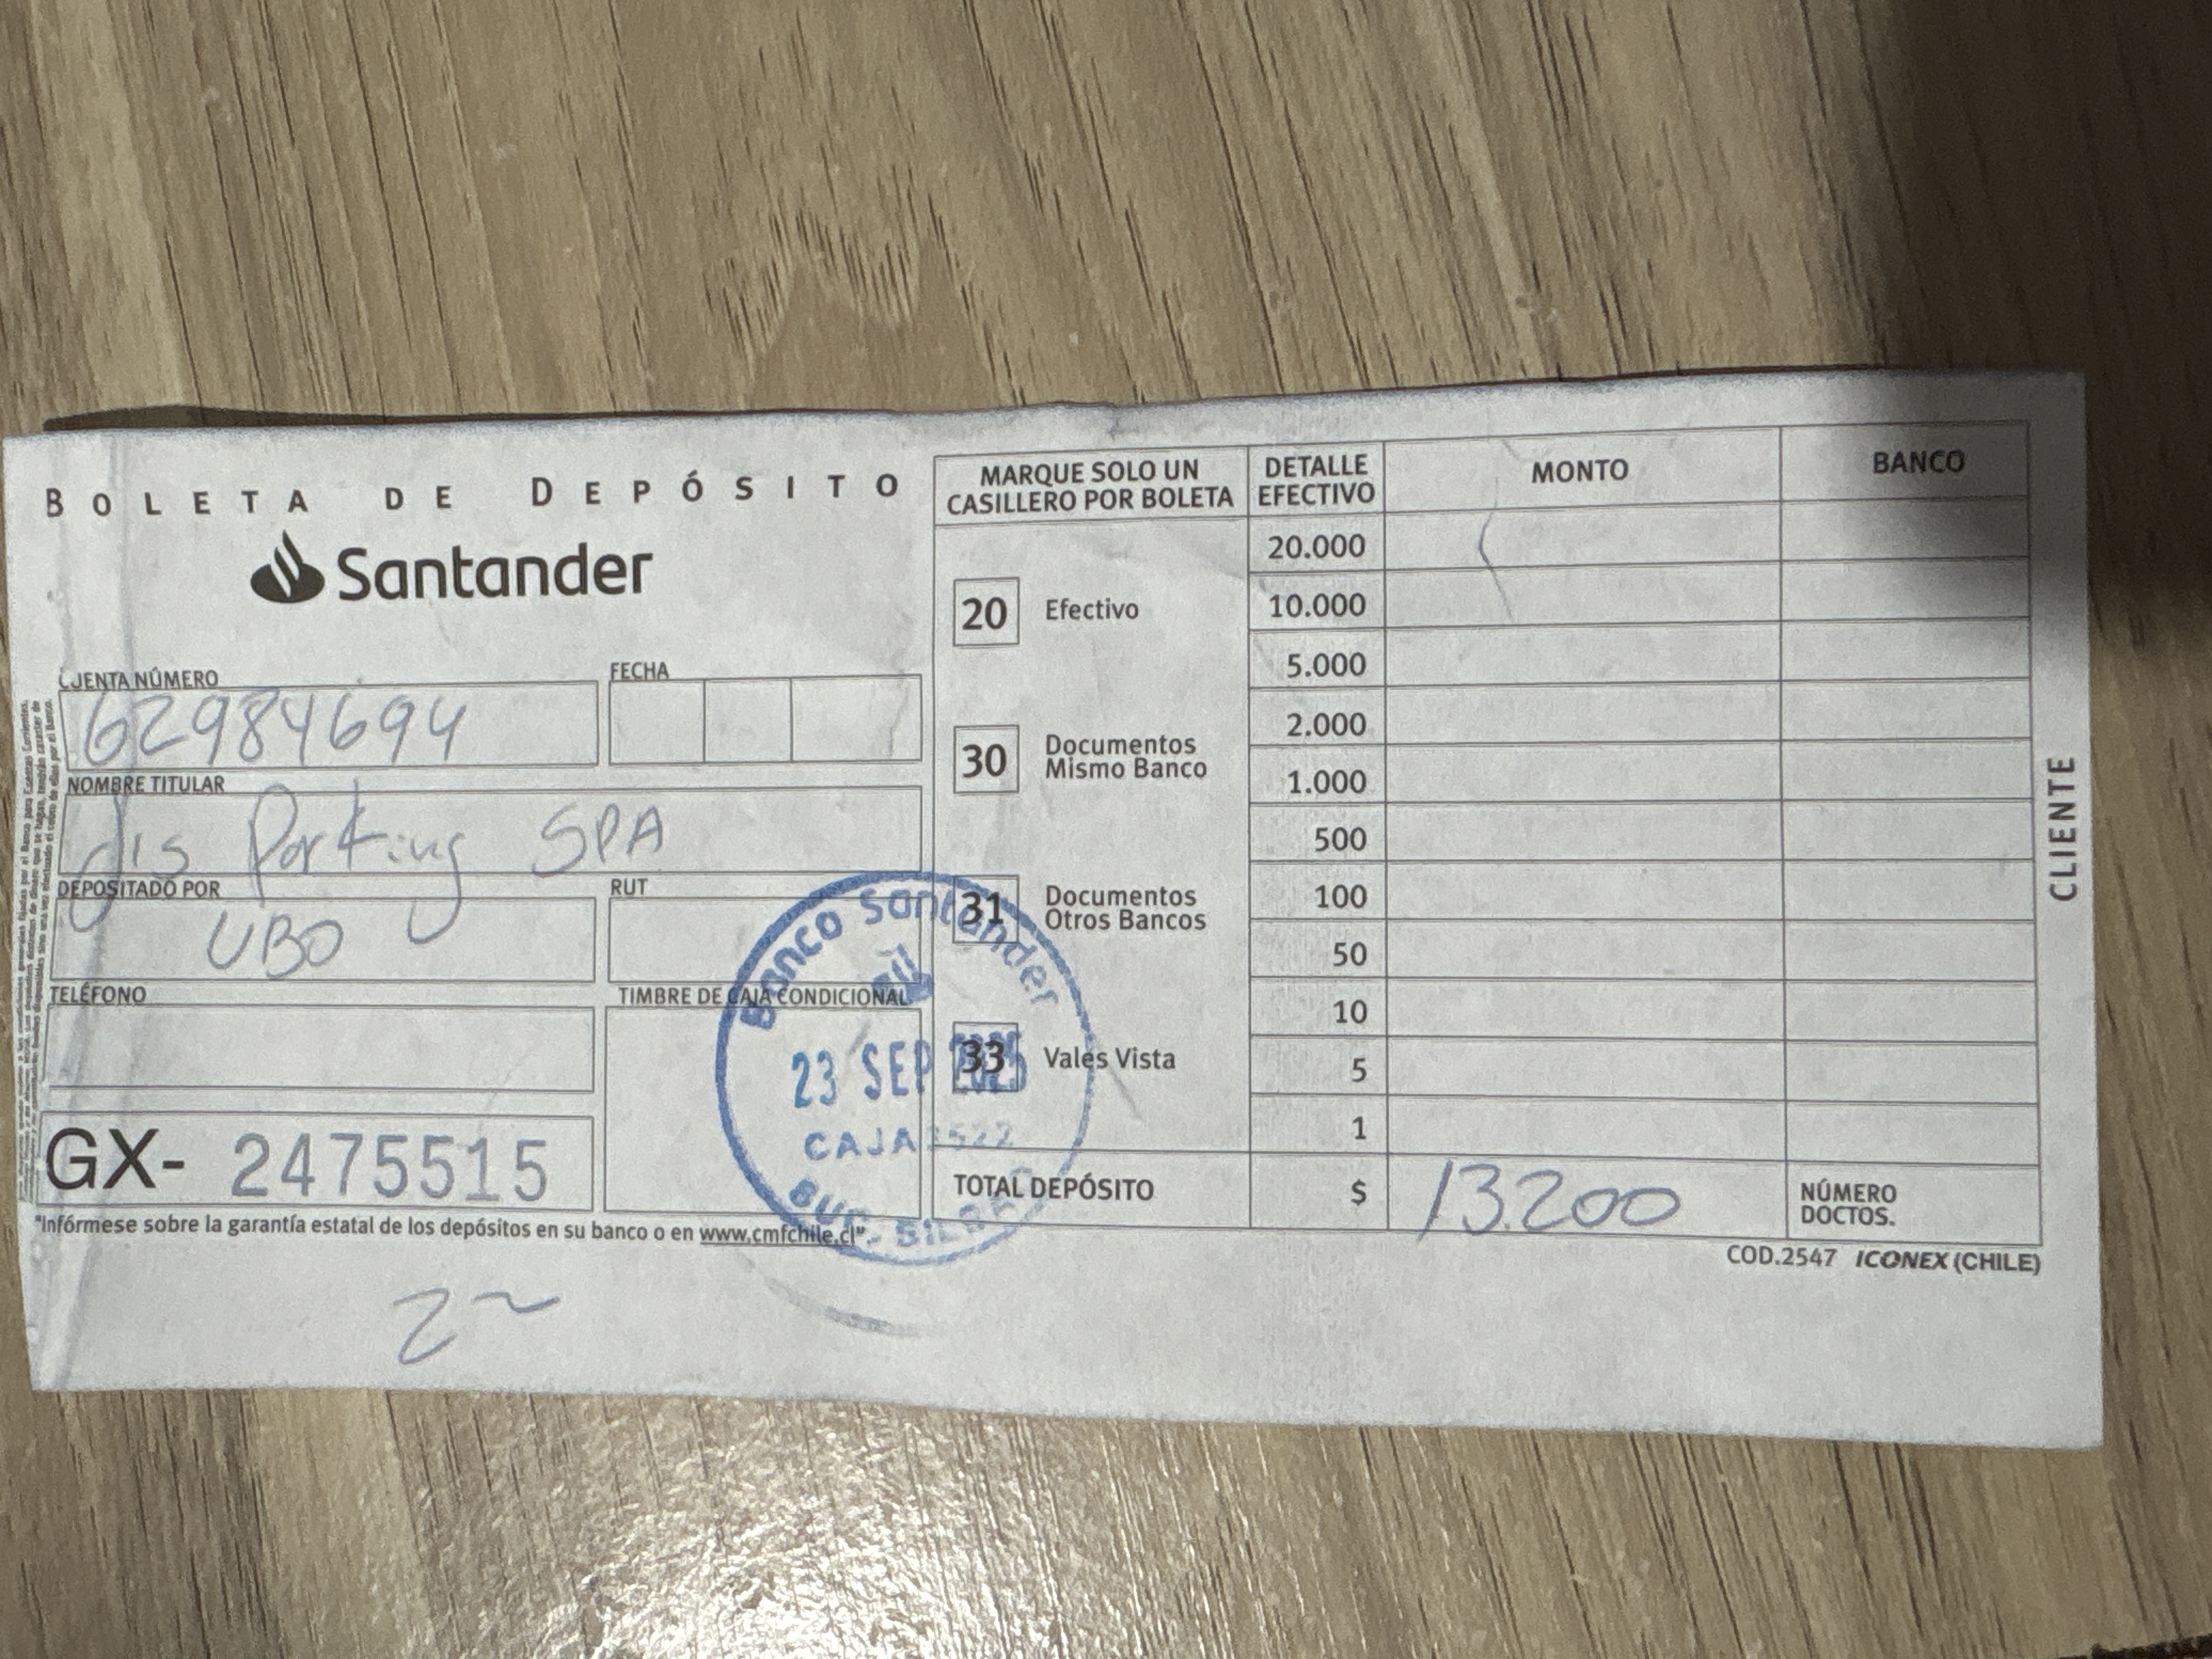 BOLETA DE DEPÓSITO
Santander
CUENTA NÚMERO
62984694
FECHA
NOMBRE TITULAR
jis Parking SPA
DEPOSITADO POR
UBO
RUT
TELÉFONO
TIMBRE DE CAJA CONDICIONAL
GX- 2475515
"Infórmese sobre la garantía estatal de los depósitos en su banco o en www.cmfchile.cl".
Banco Santander
23 SEP 2025
CAJA
SUC. BILBAO
MARQUE SOLO UN
CASILLERO POR BOLETA
20 Efectivo
30 Documentos
Mismo Banco
31 Documentos
Otros Bancos
33 Vales Vista
DETALLE
EFECTIVO
MONTO
BANCO
20.000
10.000
5.000
2.000
1.000
500
100
50
10
5
1
TOTAL DEPÓSITO $ 13.200
NÚMERO
DOCTOS.
COD.2547 ICONEX (CHILE)
CLIENTE